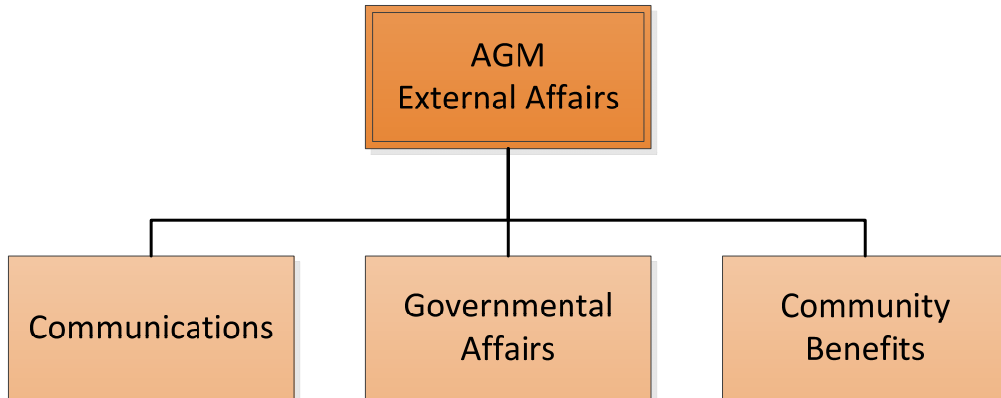 AGM
External Affairs
Communications
Governmental
Affairs
Community
Benefits